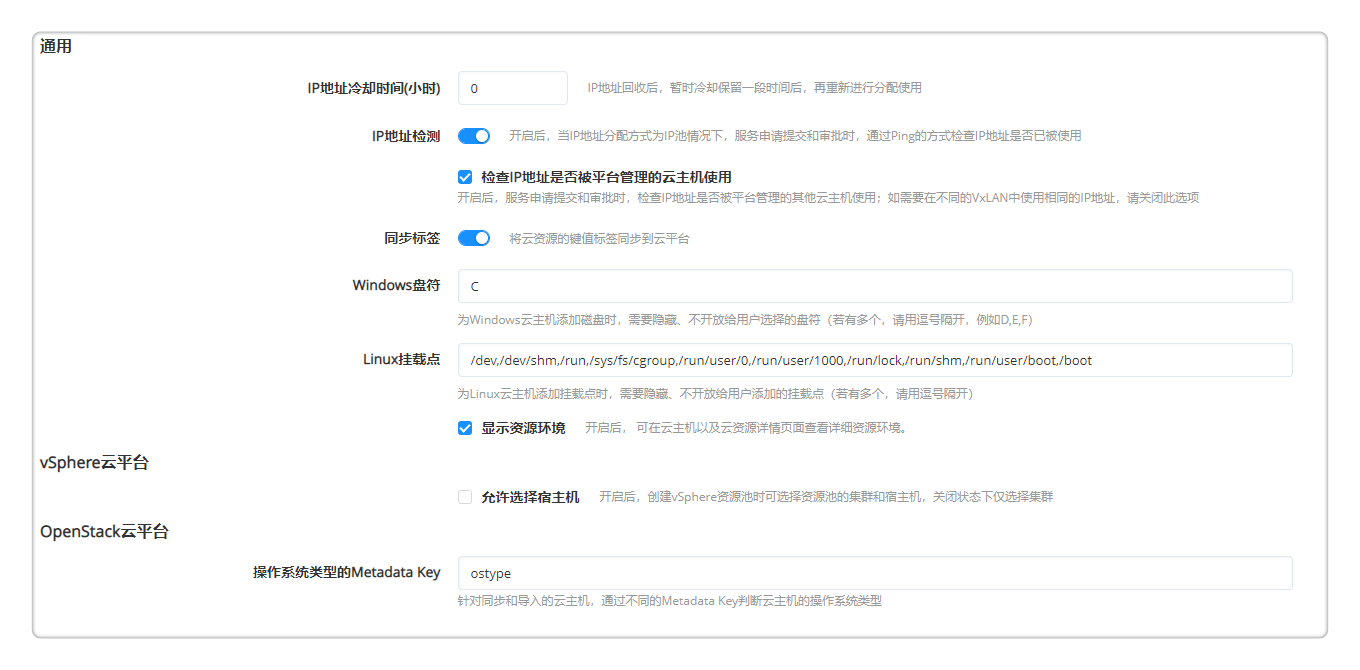 通用
IP地址冷却时间(小时) 0 IP地址回收后，暂时冷却保留一段时间后，再重新进行分配使用
IP地址检测 开启后，当IP地址分配方式为IP池情况下，服务申请提交和审批时，通过Ping的方式检查IP地址是否已被使用
检查IP地址是否被平台管理的云主机使用
开启后，服务申请提交和审批时，检查IP地址是否被平台管理的其他云主机使用；如需要在不同的VxLAN中使用相同的IP地址，请关闭此选项
同步标签 将云资源的键值标签同步到云平台
Windows盘符 C
为Windows云主机添加磁盘时，需要隐藏、不开放给用户选择的盘符（若有多个，请用逗号隔开，例如D,E,F）
Linux挂载点 /dev,/dev/shm,/run,/sys/fs/cgroup,/run/user/0,/run/user/1000,/run/lock,/run/shm,/run/user/boot,/boot
为Linux云主机添加挂载点时，需要隐藏、不开放给用户添加的挂载点（若有多个，请用逗号隔开）
显示资源环境 开启后， 可在云主机以及云资源详情页面查看详细资源环境。
vSphere云平台
允许选择宿主机 开启后，创建vSphere资源池时可选择资源池的集群和宿主机，关闭状态下仅选择集群
OpenStack云平台
操作系统类型的Metadata Key ostype
针对同步和导入的云主机，通过不同的Metadata Key判断云主机的操作系统类型